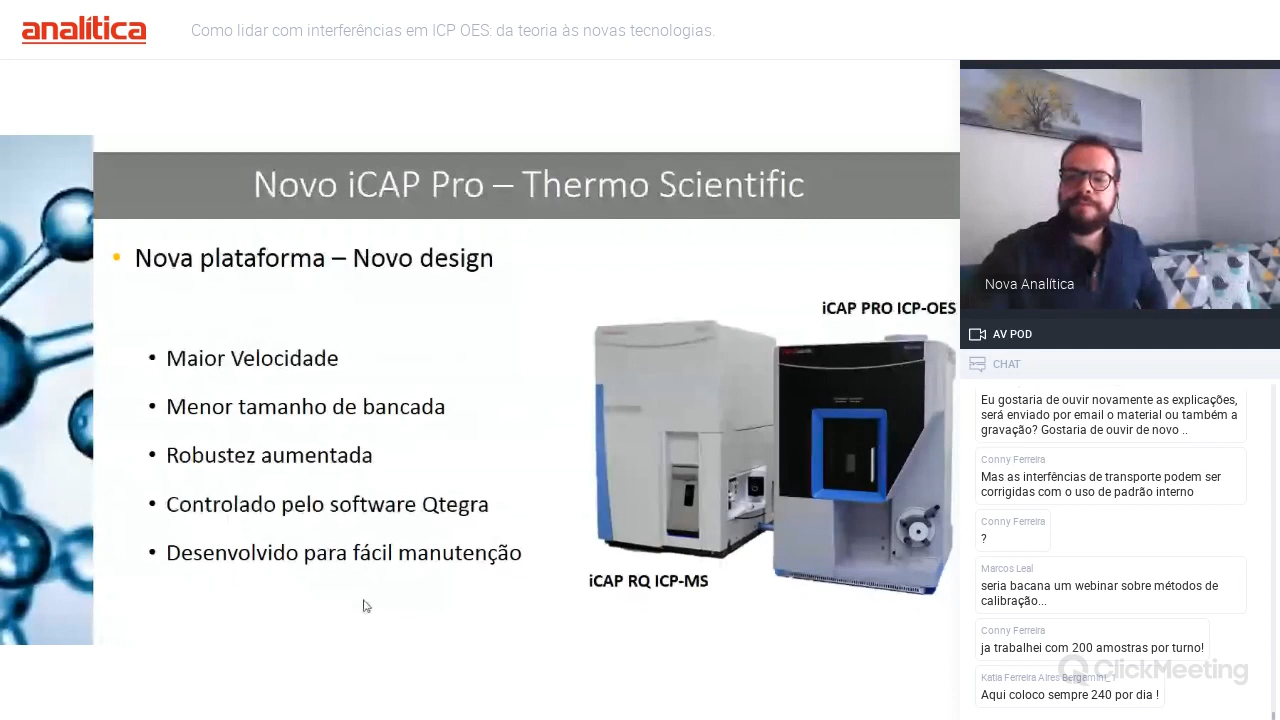 analítica
Como lidar com interferências em ICP OES: da teoria às novas tecnologias.
Novo iCAP Pro – Thermo Scientific
• Nova plataforma – Novo design
• Maior Velocidade
• Menor tamanho de bancada
• Robustez aumentada
• Controlado pelo software Qtegra
• Desenvolvido para fácil manutenção
iCAP PRO ICP-OES
iCAP RQ ICP-MS
Nova Analítica
AV POD
CHAT
Eu gostaria de ouvir novamente as explicações,
será enviado por email o material ou também a
gravação? Gostaria de ouvir de novo ..
Conny Ferreira
Mas as interfências de transporte podem ser
corrigidas com o uso de padrão interno
Conny Ferreira
?
Marcos Leal
seria bacana um webinar sobre métodos de
calibração...
Conny Ferreira
ja trabalhei com 200 amostras por turno!
ClickMeeting
Katia Ferreira Aires Bergamini_1
Aqui coloco sempre 240 por dia !